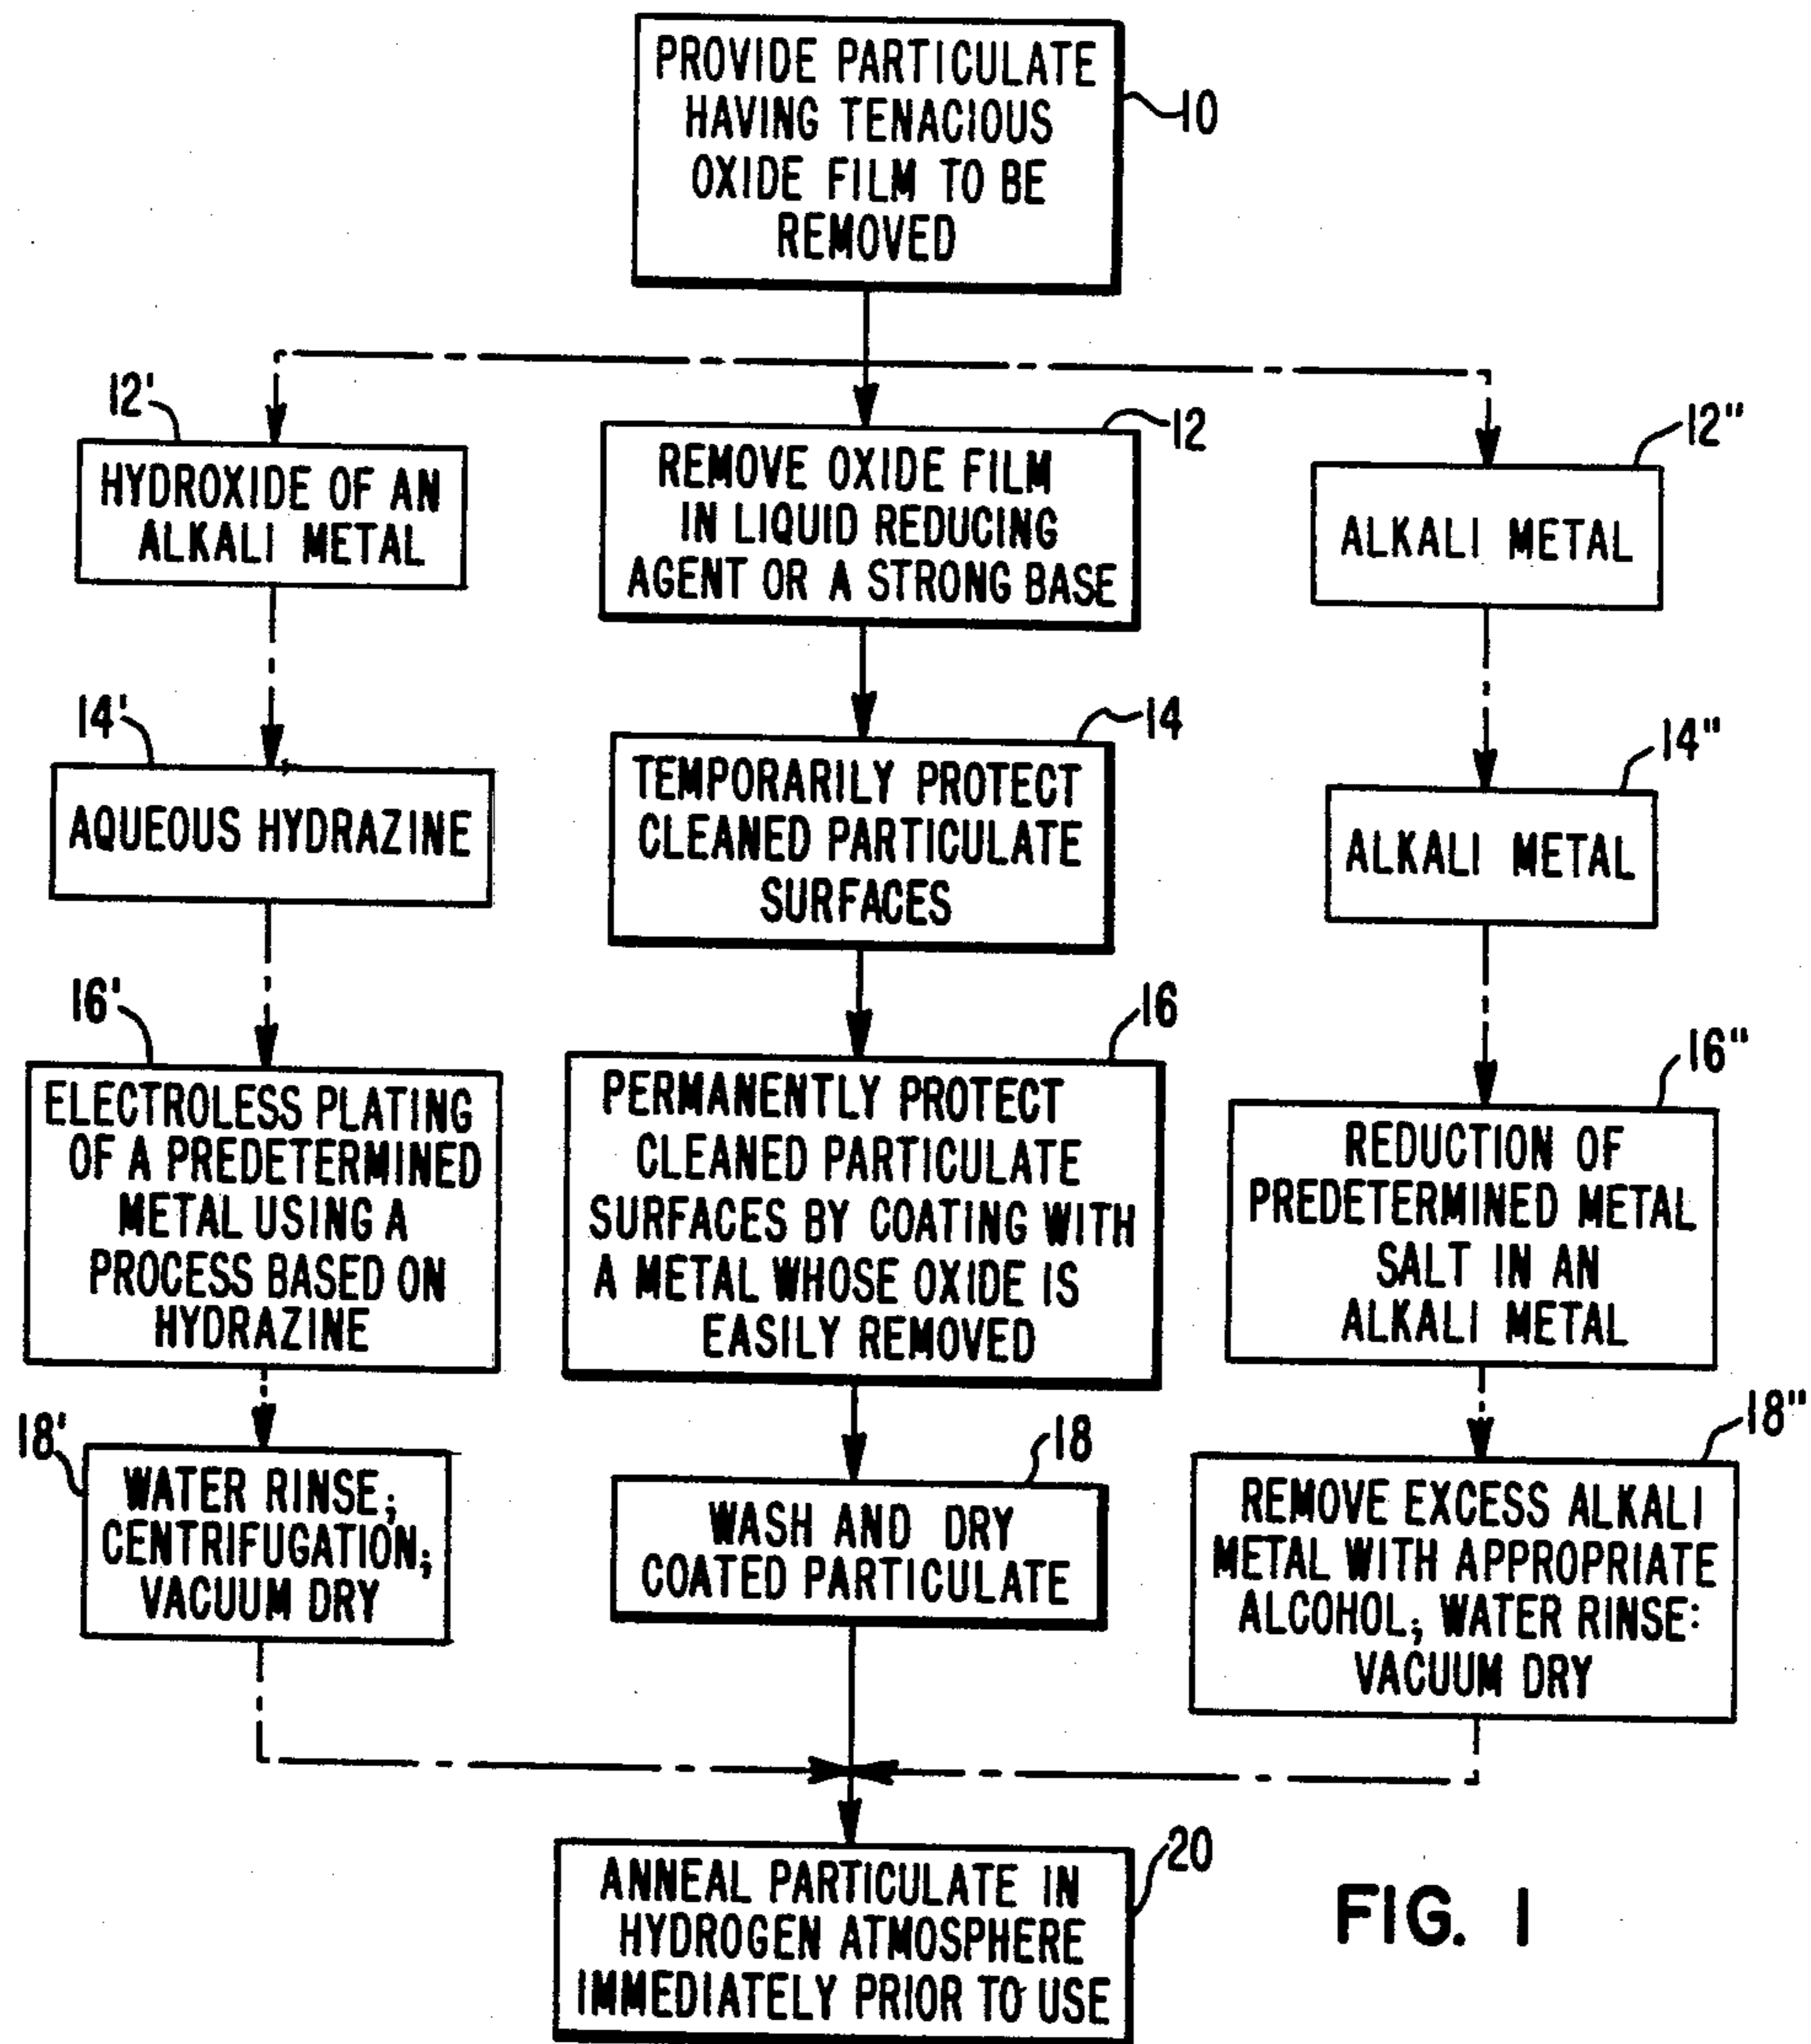 PROVIDE PARTICULATE
HAVING TENACIOUS
OXIDE FILM TO BE
REMOVED
10
12'
HYDROXIDE OF AN
ALKALI METAL
12
REMOVE OXIDE FILM
IN LIQUID REDUCING
AGENT OR A STRONG BASE
12"
ALKALI METAL
14'
AQUEOUS HYDRAZINE
14
TEMPORARILY PROTECT
CLEANED PARTICULATE
SURFACES
14"
ALKALI METAL
16'
ELECTROLESS PLATING
OF A PREDETERMINED
METAL USING A
PROCESS BASED ON
HYDRAZINE
16
PERMANENTLY PROTECT
CLEANED PARTICULATE
SURFACES BY COATING WITH
A METAL WHOSE OXIDE IS
EASILY REMOVED
16"
REDUCTION OF
PREDETERMINED METAL
SALT IN AN
ALKALI METAL
18'
WATER RINSE;
CENTRIFUGATION;
VACUUM DRY
18
WASH AND DRY
COATED PARTICULATE
18"
REMOVE EXCESS ALKALI
METAL WITH APPROPRIATE
ALCOHOL; WATER RINSE:
VACUUM DRY
20
ANNEAL PARTICULATE IN
HYDROGEN ATMOSPHERE
IMMEDIATELY PRIOR TO USE
FIG. 1